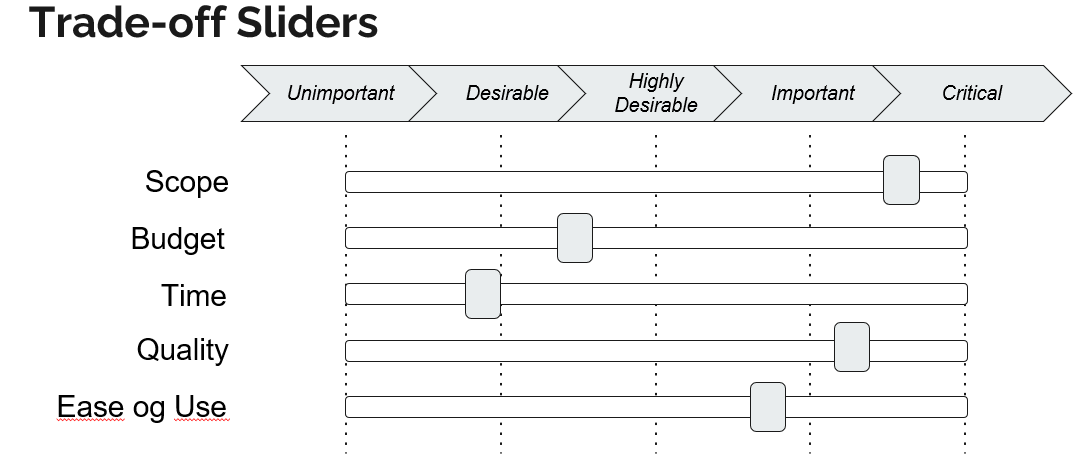 Trade-off Sliders
Unimportant
Desirable
Highly
Desirable
Important
Critical
Scope
Budget
Time
Quality
Ease og Use